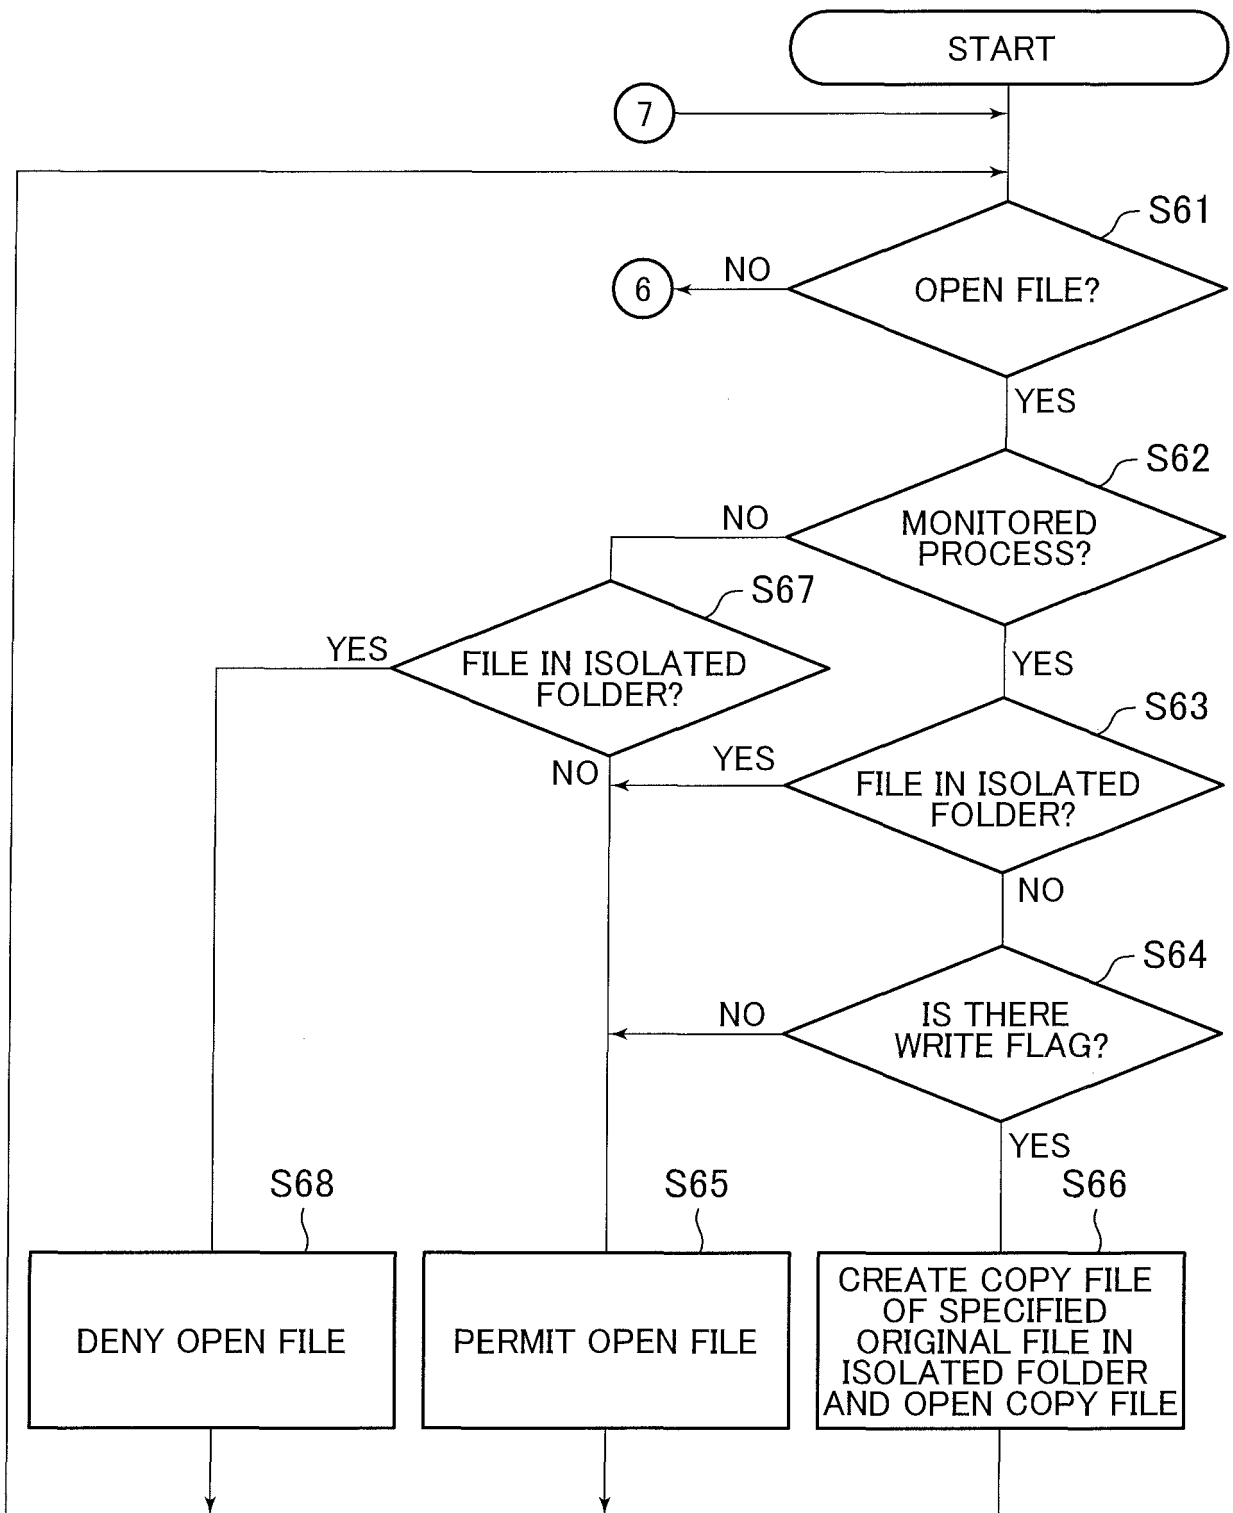 START
7
S61
NO
6
OPEN FILE?
YES
S62
NO
MONITORED
PROCESS?
S67
YES
FILE IN ISOLATED
FOLDER?
YES
S63
NO
YES
FILE IN ISOLATED
FOLDER?
NO
S64
NO
IS THERE
WRITE FLAG?
YES
S68
S65
S66
DENY OPEN FILE
PERMIT OPEN FILE
CREATE COPY FILE
OF SPECIFIED
ORIGINAL FILE IN
ISOLATED FOLDER
AND OPEN COPY FILE